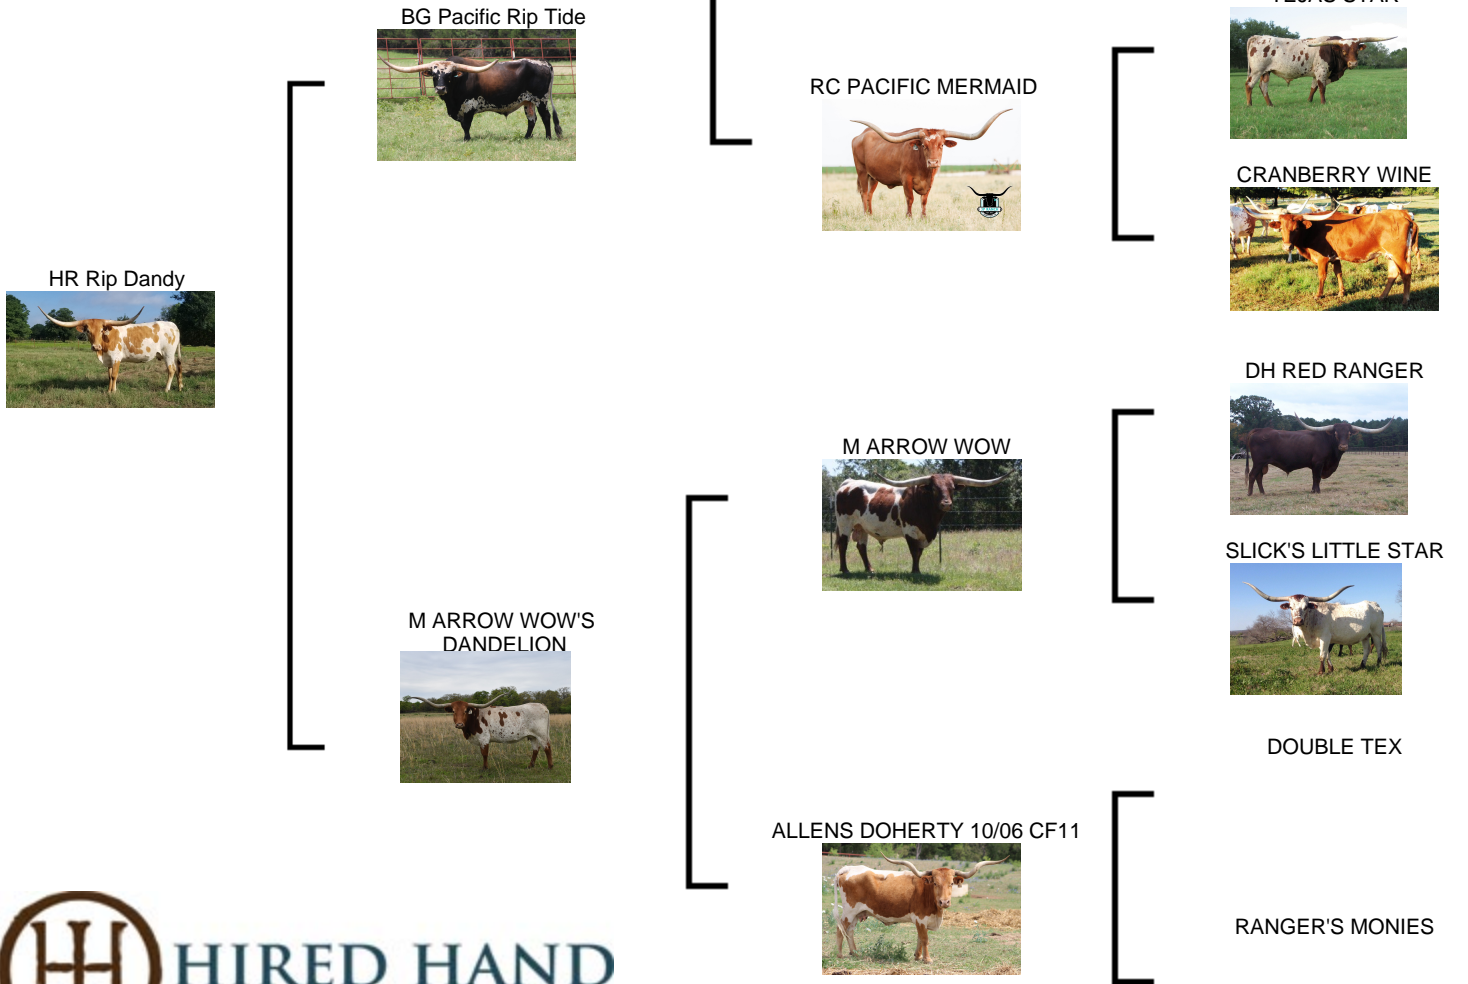 BG Pacific Rip Tide
RC PACIFIC MERMAID
CRANBERRY WINE
HR Rip Dandy
DH RED RANGER
M ARROW WOW
SLICK'S LITTLE STAR
M ARROW WOW'S
DANDELION
DOUBLE TEX
ALLENS DOHERTY 10/06 CF11
RANGER'S MONIES
HIRED HAND